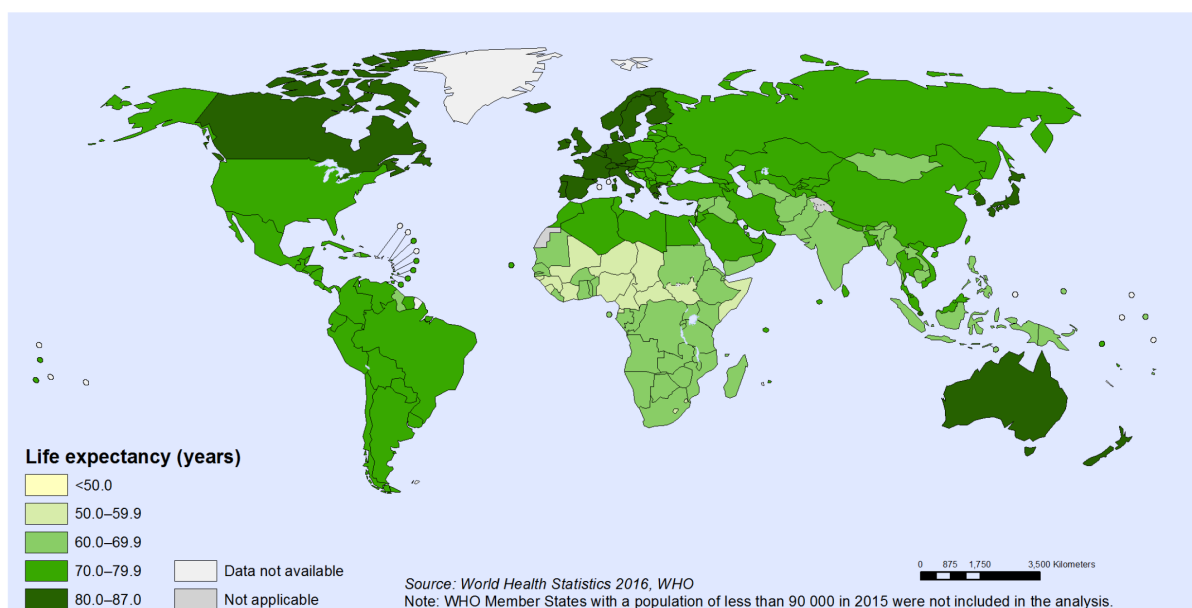 Life expectancy (years)
<50.0
50.0–59.9
60.0–69.9
70.0–79.9
80.0–87.0
Data not available
Not applicable
0 875 1,750 3,500 Kilometers
Source: World Health Statistics 2016, WHO
Note: WHO Member States with a population of less than 90 000 in 2015 were not included in the analysis.